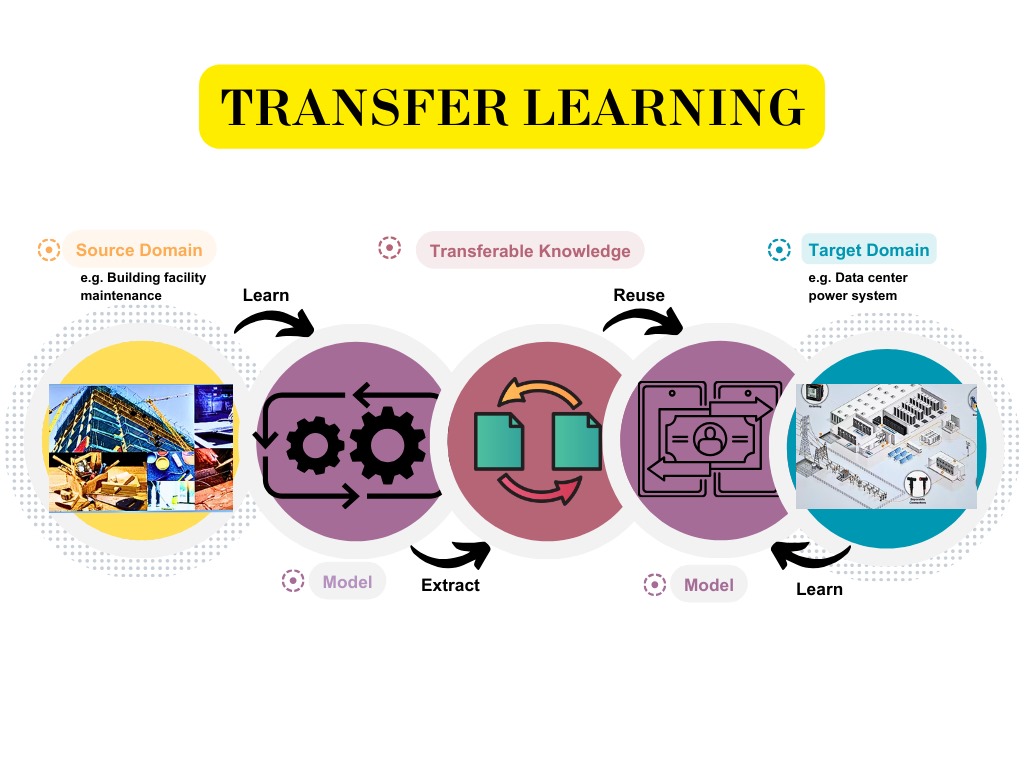 TRANSFER LEARNING
Source Domain
e.g. Building facility
maintenance
Learn
Transferable Knowledge
Reuse
Target Domain
e.g. Data center
power system
Model
Extract
Model
Learn